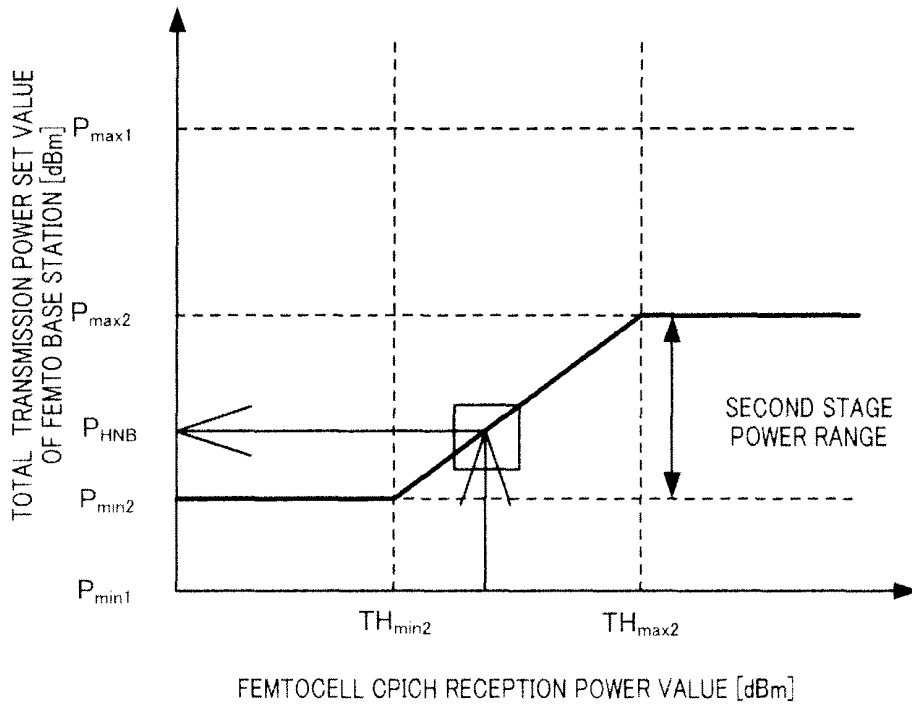 TOTAL TRANSMISSION POWER SET VALUE
OF FEMTO BASE STATION [dBm]
Pmax1
Pmax2
PHNB
Pmin2
Pmin1
SECOND STAGE
POWER RANGE
THmin2
THmax2
FEMTOCELL CPICH RECEPTION POWER VALUE [dBm]